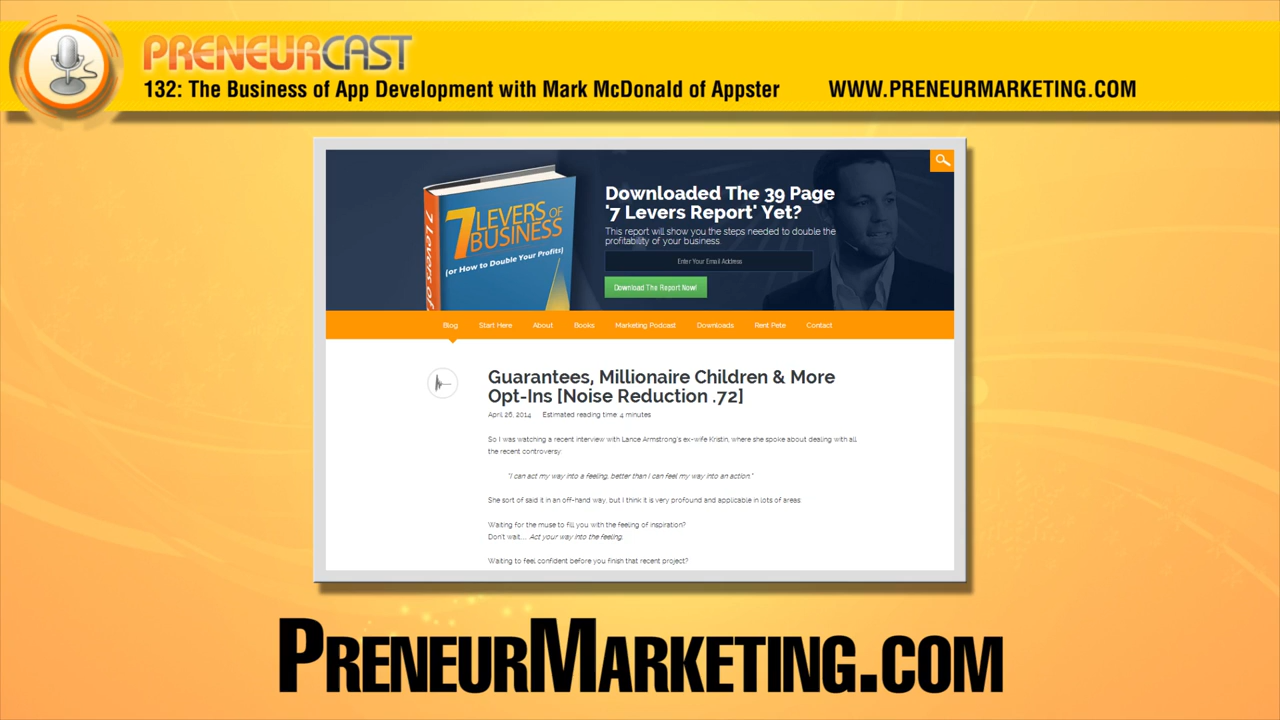 PRENEURCAST
132: The Business of App Development with Mark McDonald of Appster
WWW.PRENEURMARKETING.COM
7 Levers of
7 LEVERS OF
BUSINESS
(or How to Double Your Profits)
Downloaded The 39 Page
'7 Levers Report' Yet?
This report will show you the steps needed to double the
profitability of your business.
Enter Your Email Address
Download The Report Now!
Blog Start Here About Books Marketing Podcast Downloads Rent Pete Contact
Guarantees, Millionaire Children & More
Opt-Ins [Noise Reduction .72]
April 26, 2014 Estimated reading time: 4 minutes
So I was watching a recent interview with Lance Armstrong's ex-wife Kristin, where she spoke about dealing with all
the recent controversy:
"I can act my way into a feeling, better than I can feel my way into an action."
She sort of said it in an off-hand way, but I think it is very profound and applicable in lots of areas:
Waiting for the muse to fill you with the feeling of inspiration?
Don't wait.... Act your way into the feeling.
Waiting to feel confident before you finish that recent project?
PRENEURMARKETING.COM